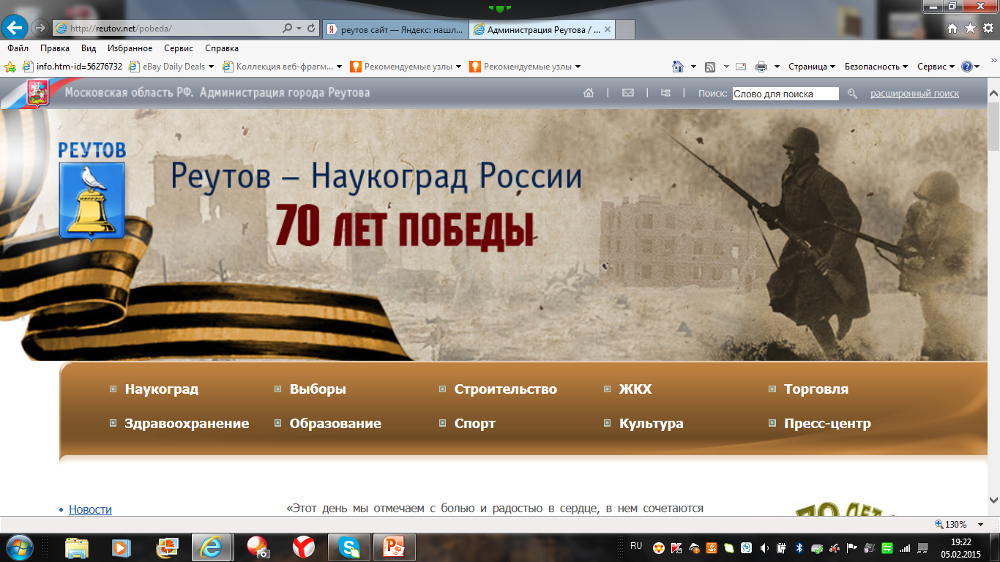 http://reutov.net/pobeda/
реутов сайт — Яндекс: нашл...
Администрация Реутова / ...
Файл Правка Вид Избранное Сервис Справка
info.htm-id=56276732 eBay Daily Deals Коллекция веб-фрагм... Рекомендуемые узлы Рекомендуемые узлы Страница Безопасность Сервис
Московская область РФ. Администрация города Реутова Поиск: Слово для поиска расширенный поиск
РЕУТОВ
Реутов – Наукоград России
70 ЛЕТ ПОБЕДЫ
Наукоград Выборы Строительство ЖКХ Торговля
Здравоохранение Образование Спорт Культура Пресс-центр
Новости
«Этот день мы отмечаем с болью и радостью в сердце, в нем сочетаются
70 ЛЕТ
130%
RU
19:22
05.02.2015